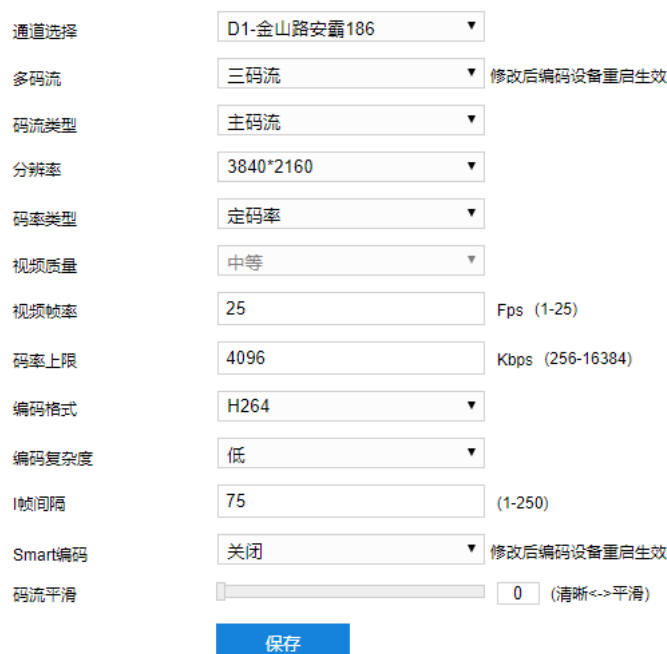 通道选择 D1-金山路安霸186
多码流 三码流 修改后编码设备重启生效
码流类型 主码流
分辨率 3840*2160
码率类型 定码率
视频质量 中等
视频帧率 25 Fps (1-25)
码率上限 4096 Kbps (256-16384)
编码格式 H264
编码复杂度 低
I帧间隔 75 (1-250)
Smart编码 关闭 修改后编码设备重启生效
码流平滑 0 (清晰<->平滑)
保存